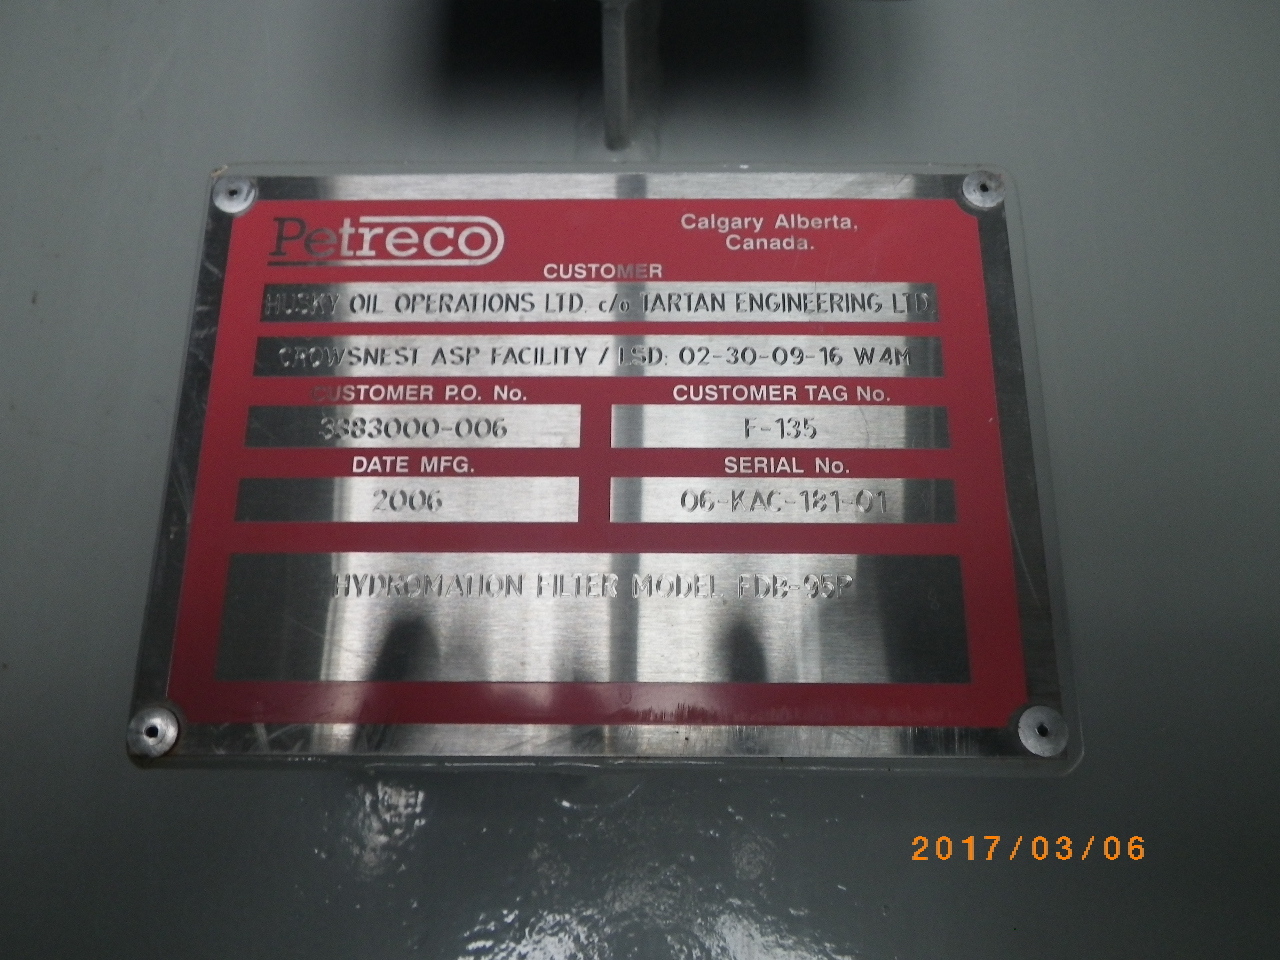 Petreco
Calgary Alberta,
Canada.
CUSTOMER
HUSKY OIL OPERATIONS LTD. c/o TARTAN ENGINEERING LTD.
CROWSNEST ASP FACILITY / LSD: 02-30-09-16 W4M
CUSTOMER P.O. No.
CUSTOMER TAG No.
3383000-006
F-135
DATE MFG.
SERIAL No.
2006
06-KAC-181-01
HYDROMATION FILTER MODEL FDB-95P
2017/03/06